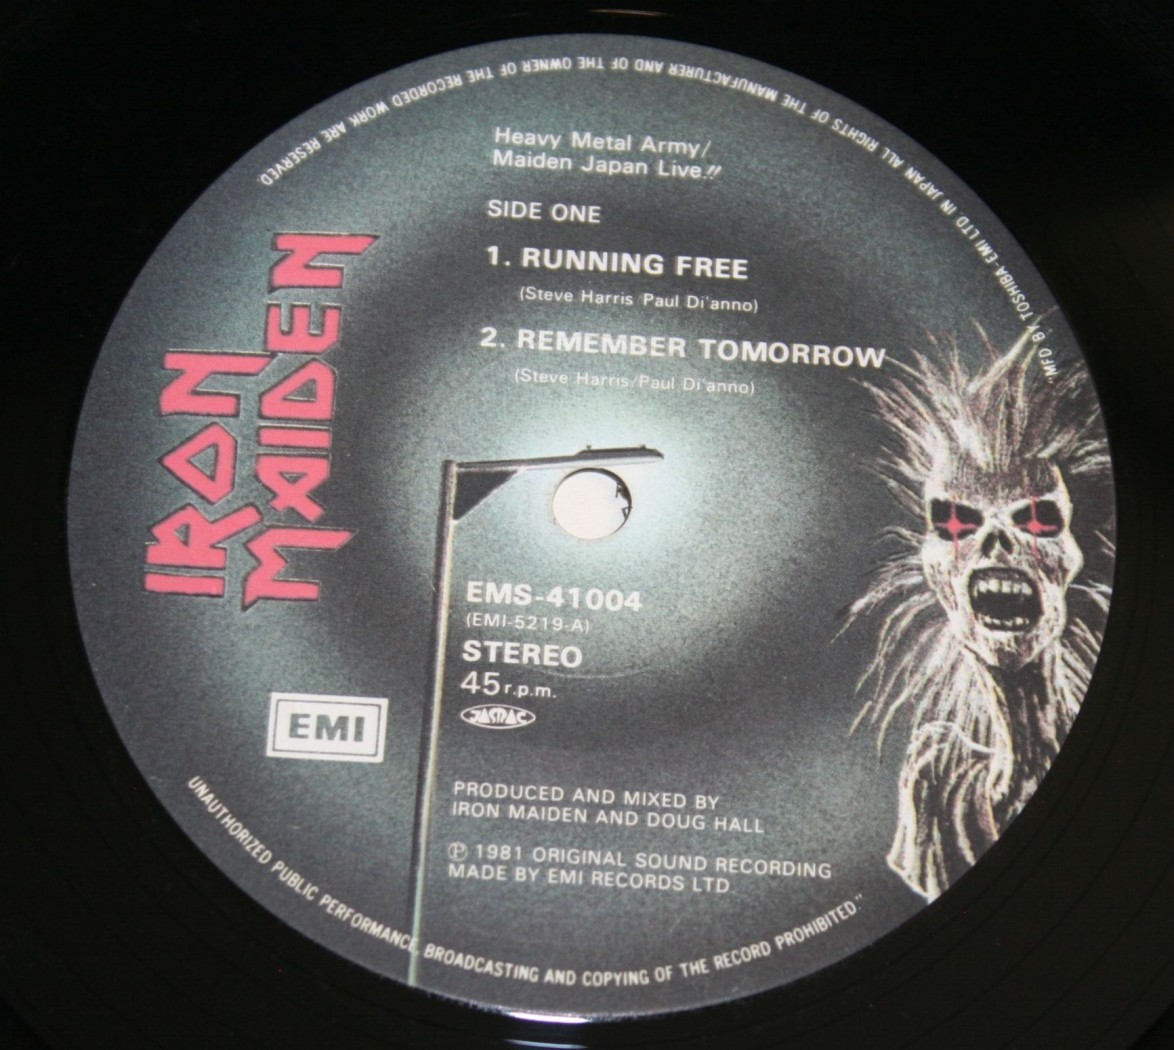 Heavy Metal Army/
Maiden Japan Live!!
SIDE ONE
1. RUNNING FREE
(Steve Harris/Paul Di'anno)
2. REMEMBER TOMORROW
(Steve Harris/Paul Di'anno)
IRON
MAIDEN
EMS-41004
(EMI-5219-A)
STEREO
45 r.p.m.
JASRAC
EMI
PRODUCED AND MIXED BY
IRON MAIDEN AND DOUG HALL
℗ 1981 ORIGINAL SOUND RECORDING
MADE BY EMI RECORDS LTD.
"MFD BY TOSHIBA-EMI LTD IN JAPAN ALL RIGHTS OF THE MANUFACTURER AND OF THE OWNER OF THE RECORDED WORK ARE RESERVED
UNAUTHORIZED PUBLIC PERFORMANCE, BROADCASTING AND COPYING OF THE RECORD PROHIBITED."